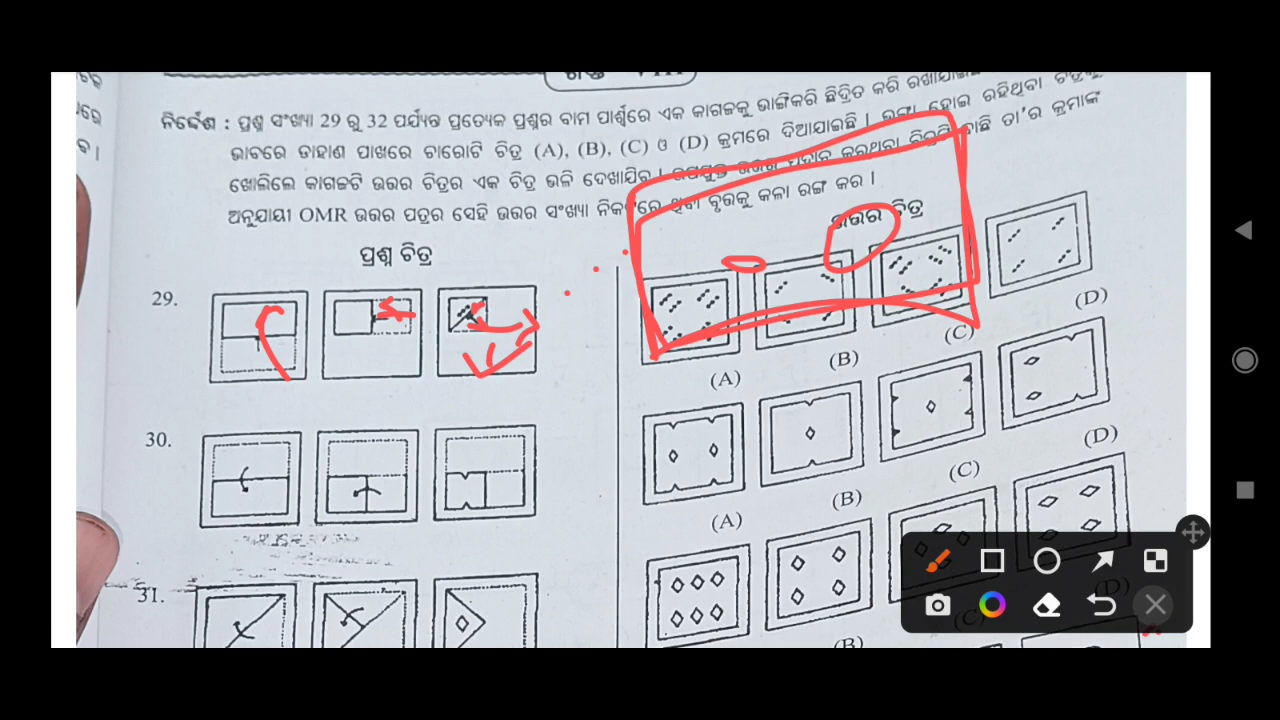 ନିର୍ଦ୍ଦେଶ : ପ୍ରଶ୍ନ ସଂଖ୍ୟା 29 ରୁ 32 ପର୍ଯ୍ୟନ୍ତ ପ୍ରତ୍ୟେକ ପ୍ରଶ୍ନର ବାମ ପାର୍ଶ୍ୱରେ ଏକ କାଗଜକୁ ଭାଙ୍ଗିକରି ଛିଦ୍ରିତ କରି
ଭାବରେ ଡାହାଣ ପାଖରେ ଚାରୋଟି ଚିତ୍ର (A), (B), (C) ଓ (D) କ୍ରମରେ ଦିଆଯାଇଛି । ହୋଇ ରହିଥିବା
ଖୋଲିଲେ କାଗଜଟି ଉତ୍ତର ଚିତ୍ରର ଏକ ଚିତ୍ର ଭଳି ଦେଖାଯିବ । ତା'ର କ୍ରମାଙ୍କ
ଅନୁଯାୟୀ OMR ଉତ୍ତର ପତ୍ରର ସେହି ଉତ୍ତର ସଂଖ୍ୟା ଥିବା ବୃତ୍ତକୁ କଳା ରଙ୍ଗ କର ।
ପ୍ରଶ୍ନ ଚିତ୍ର
ଉତ୍ତର ଚିତ୍ର
29.
(A) (B) (C) (D)
30.
(A) (B) (C) (D)
31.
(B) (C) (D)